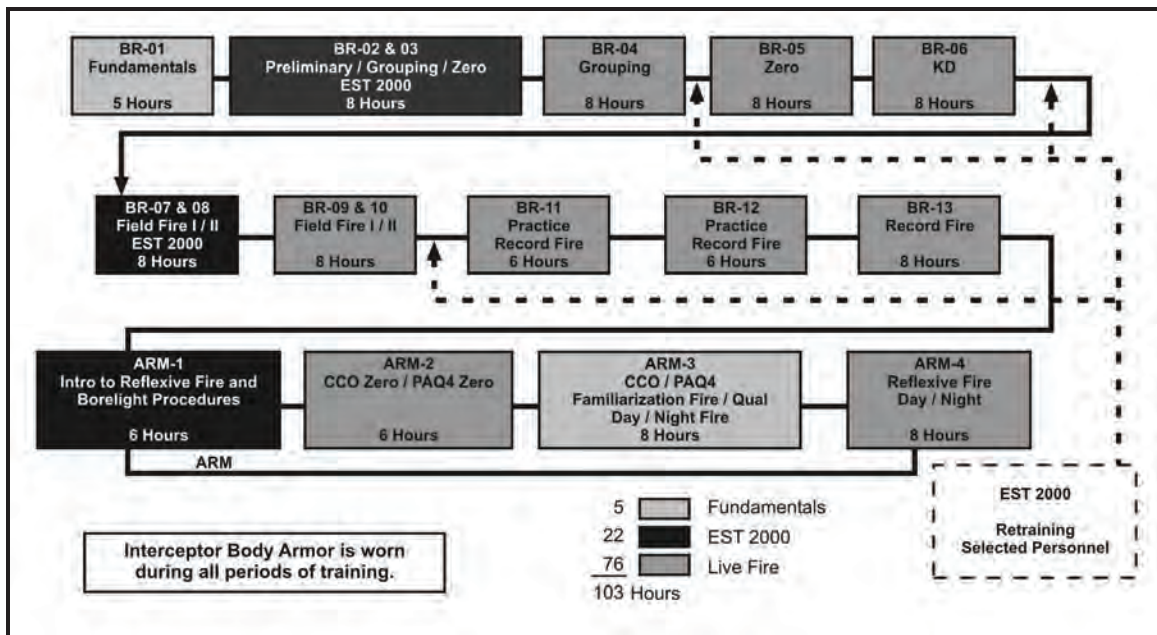 BR-01
Fundamentals
5 Hours
BR-02 & 03
Preliminary / Grouping / Zero
EST 2000
8 Hours
BR-04
Grouping
8 Hours
BR-05
Zero
8 Hours
BR-06
KD
8 Hours
BR-07 & 08
Field Fire I / II
EST 2000
8 Hours
BR-09 & 10
Field Fire I / II
8 Hours
BR-11
Practice
Record Fire
6 Hours
BR-12
Practice
Record Fire
6 Hours
BR-13
Record Fire
8 Hours
ARM-1
Intro to Reflexive Fire and
Borelight Procedures
6 Hours
ARM-2
CCO Zero / PAQ4 Zero
6 Hours
ARM-3
CCO / PAQ4
Familiarization Fire / Qual
Day / Night Fire
8 Hours
ARM-4
Reflexive Fire
Day / Night
8 Hours
ARM
Interceptor Body Armor is worn
during all periods of training.
5 Fundamentals
22 EST 2000
76 Live Fire
103 Hours
EST 2000
Retraining
Selected Personnel